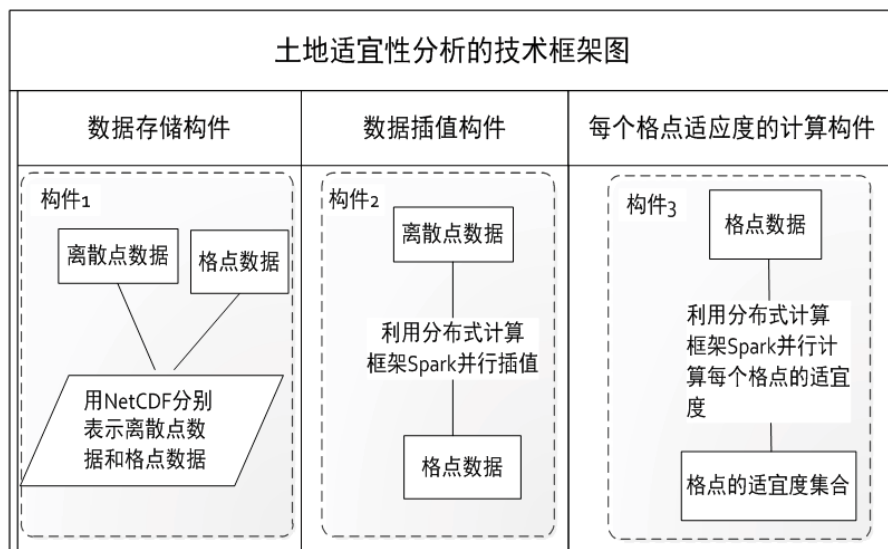 土地适宜性分析的技术框架图
数据存储构件
数据插值构件
每个格点适应度的计算构件
构件1
离散点数据
格点数据
用NetCDF分别
表示离散点数
据和格点数据
构件2
离散点数据
利用分布式计算
框架Spark并行插值
格点数据
构件3
格点数据
利用分布式计算
框架Spark并行计
算每个格点的适宜
度
格点的适宜度集合